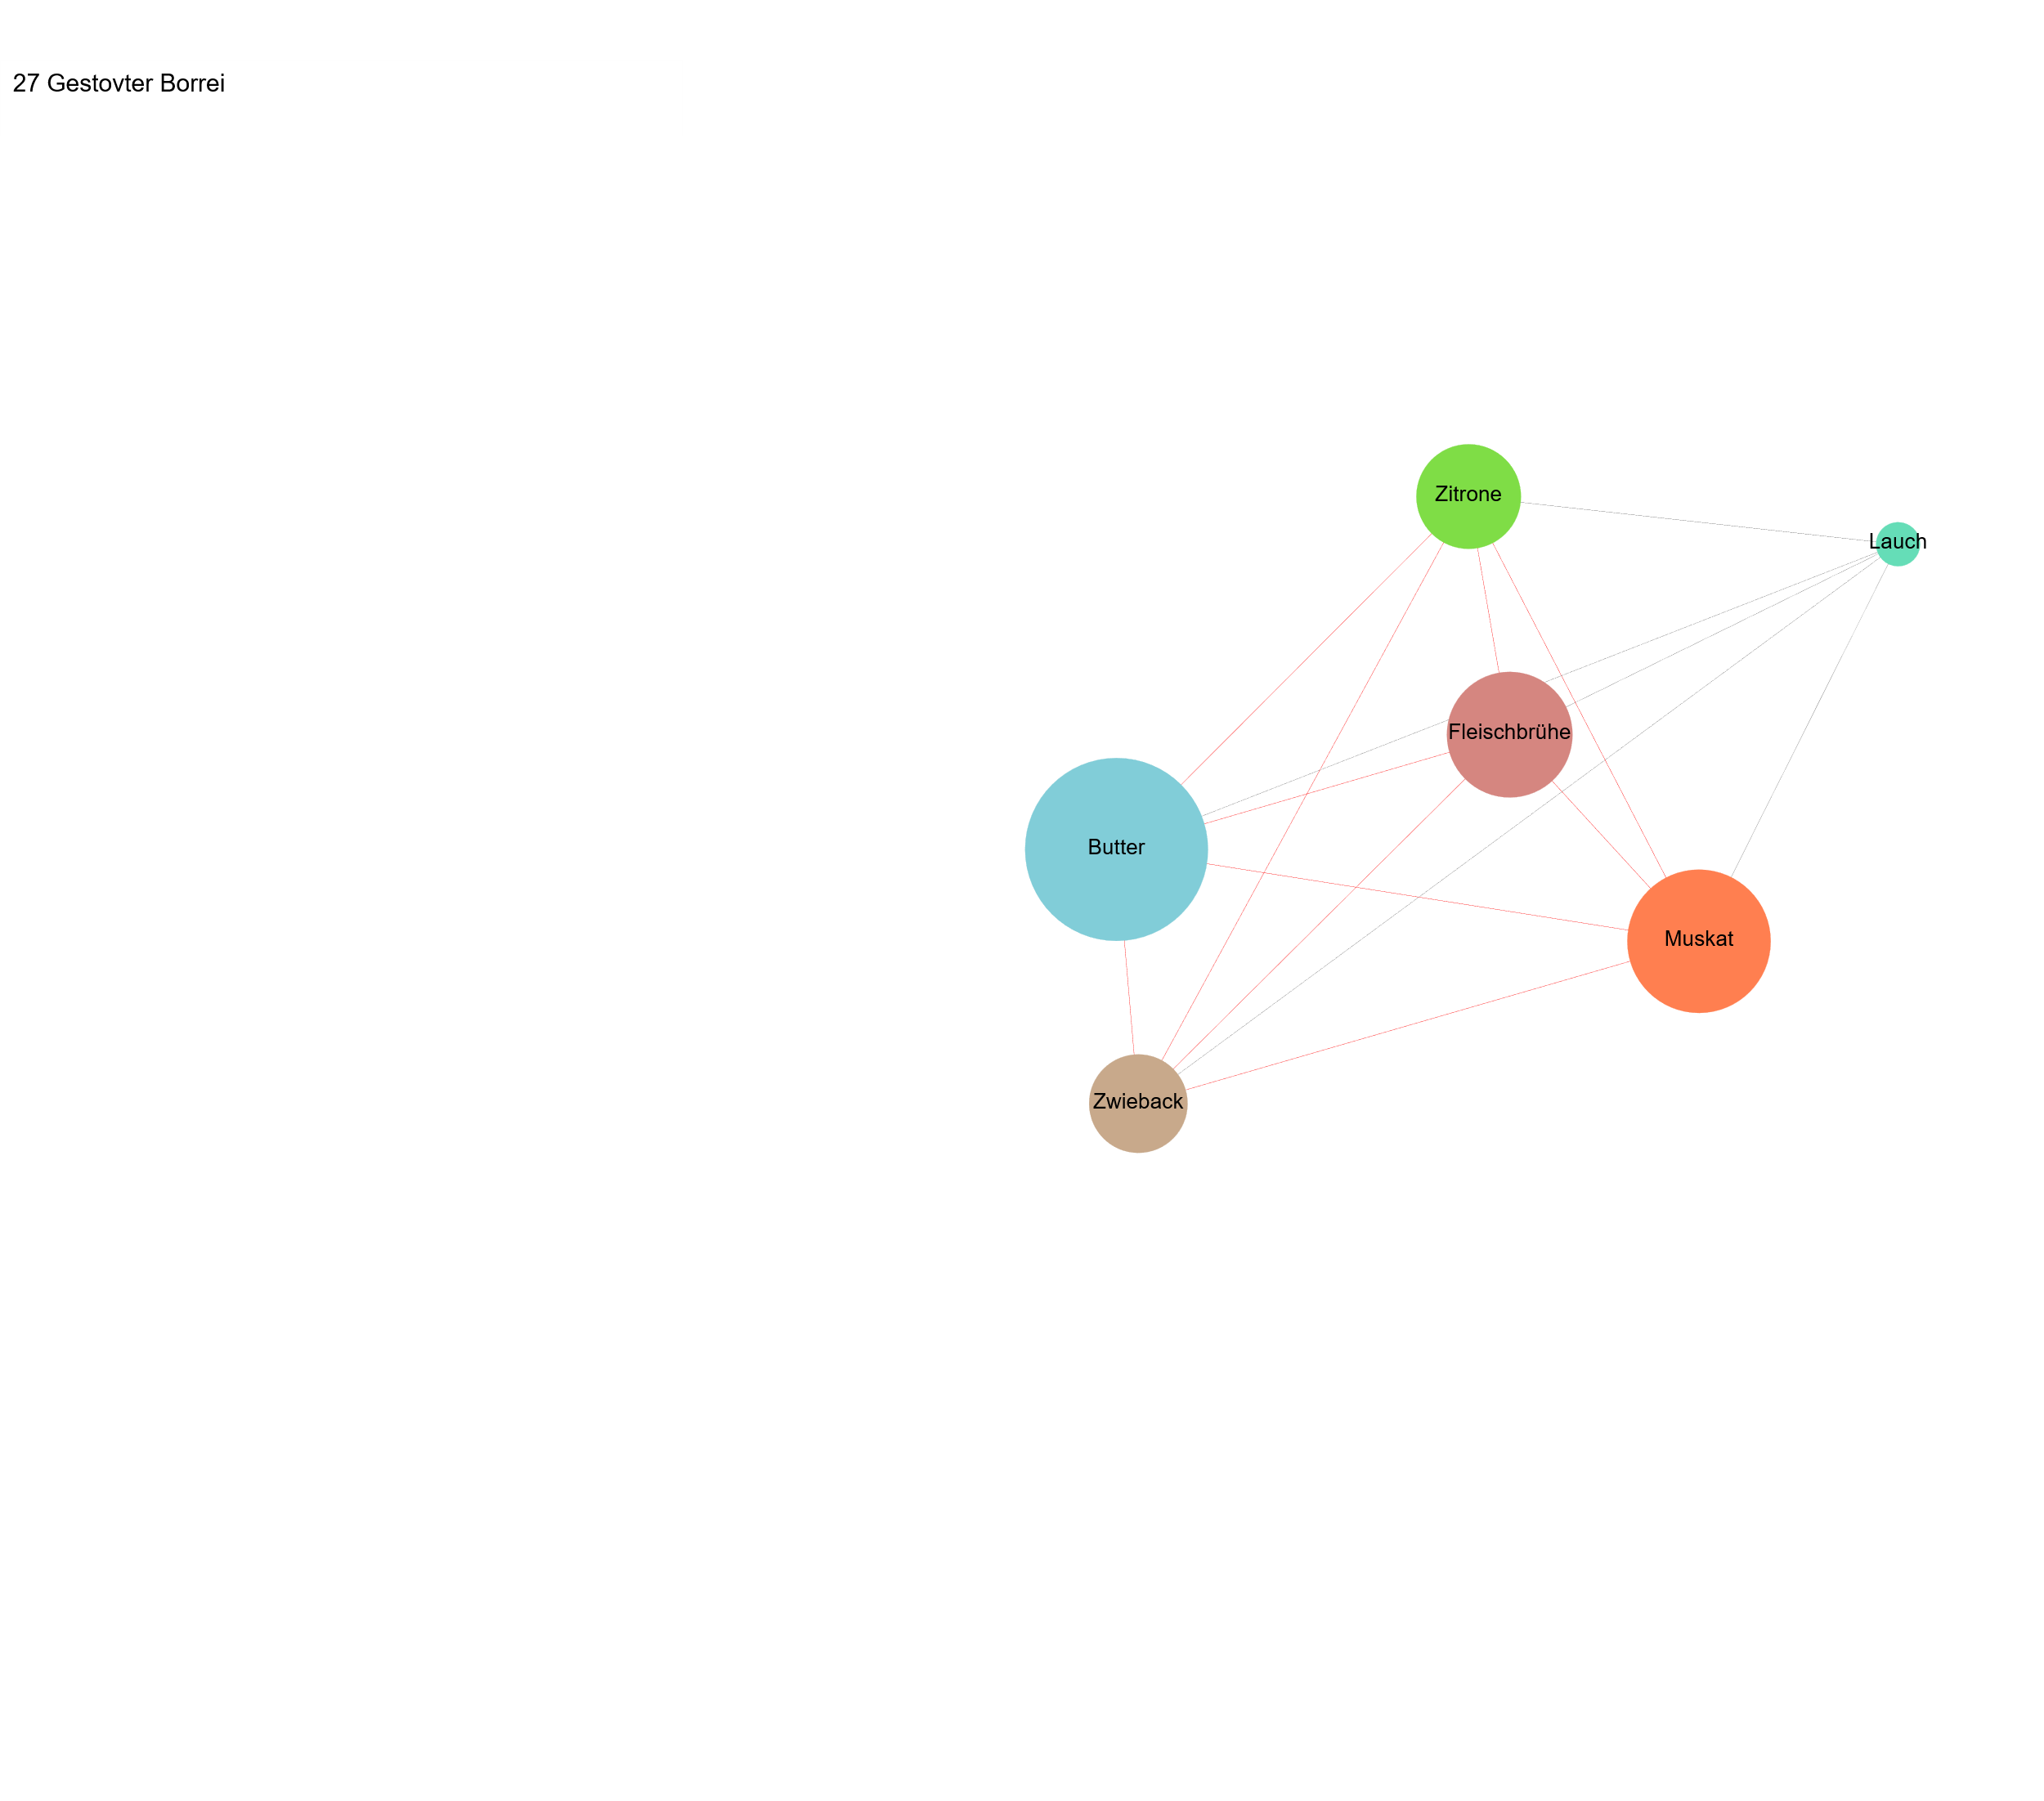 27 Gestovter Borrei
Zitrone
Lauch
Fleischbrühe
Butter
Muskat
Zwieback